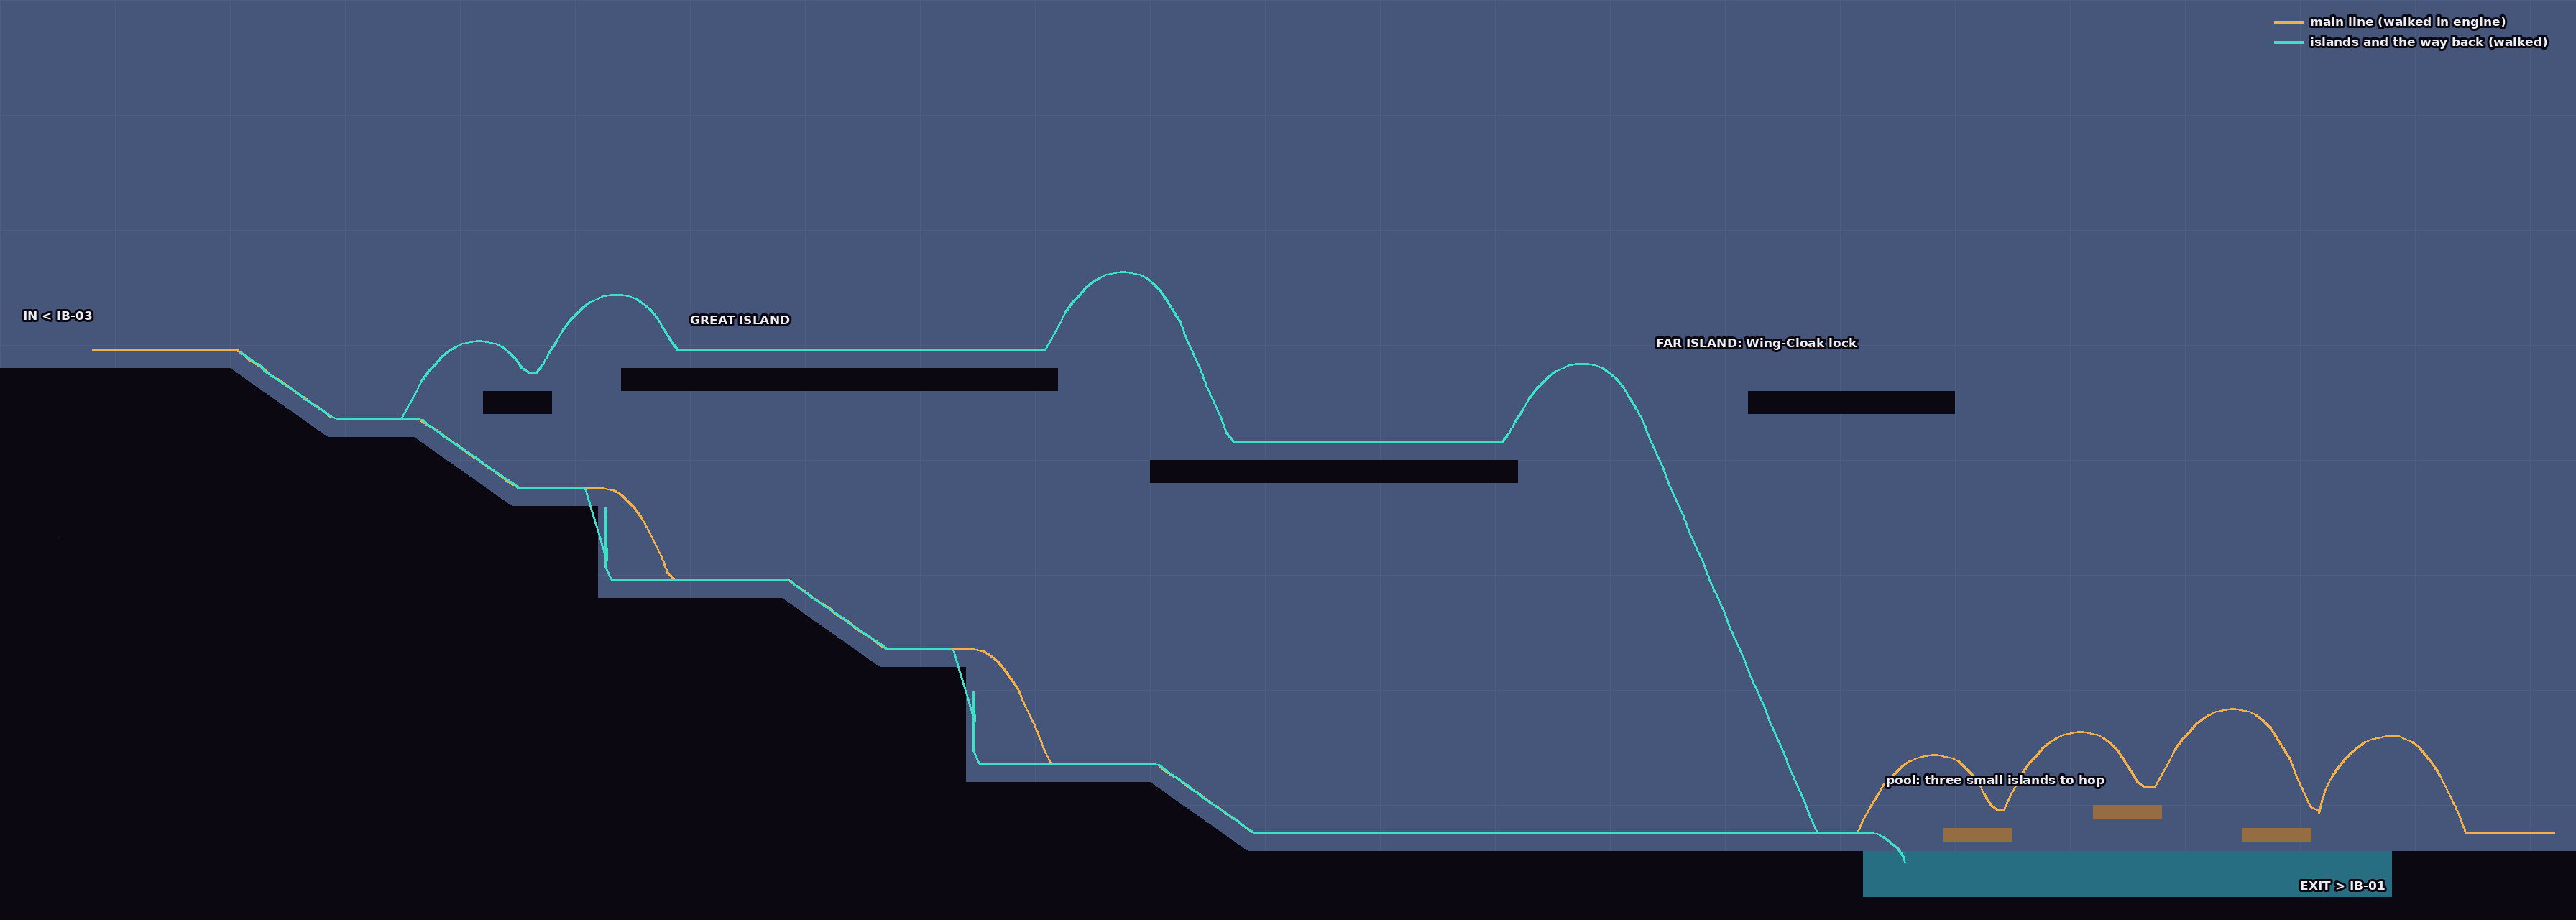 main line (walked in engine)
islands and the way back (walked)
IN < IB-03
GREAT ISLAND
FAR ISLAND: Wing-Cloak lock
pool: three small islands to hop
EXIT > IB-01